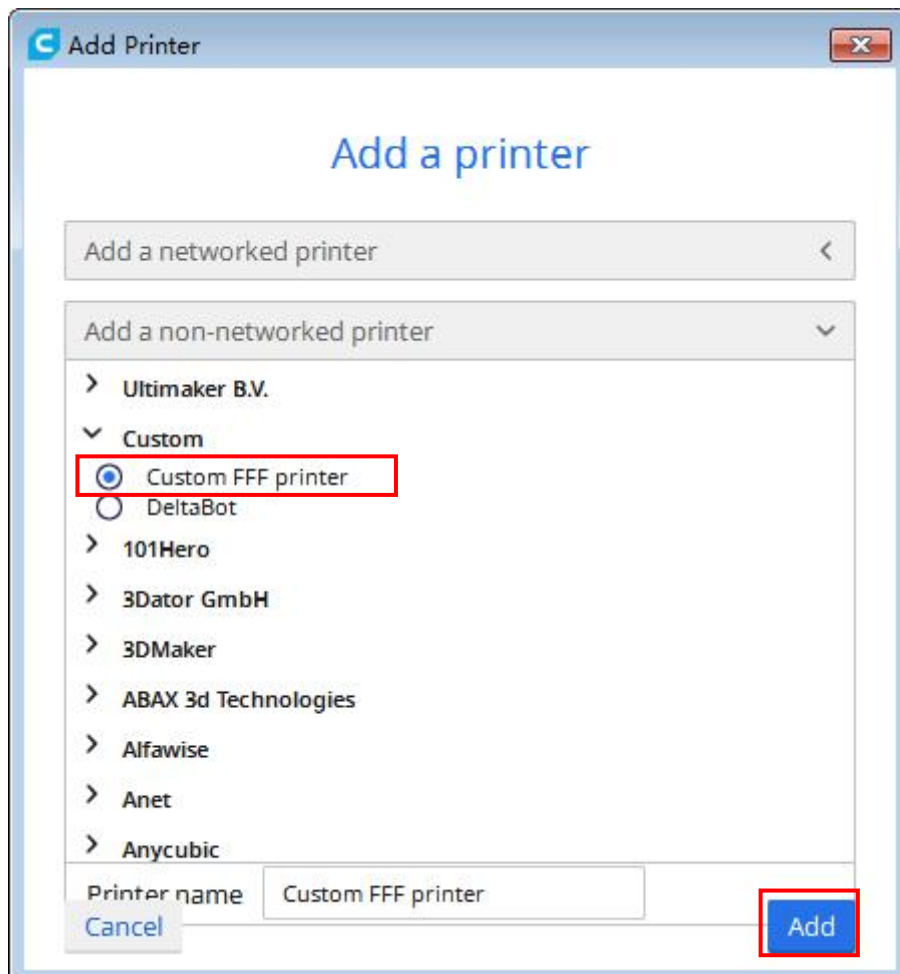 Add Printer
Add a printer
Add a networked printer
Add a non-networked printer
Ultimaker B.V.
Custom
Custom FFF printer
DeltaBot
101Hero
3Dator GmbH
3DMaker
ABAX 3d Technologies
Alfawise
Anet
Anycubic
Printer name Custom FFF printer
Cancel Add